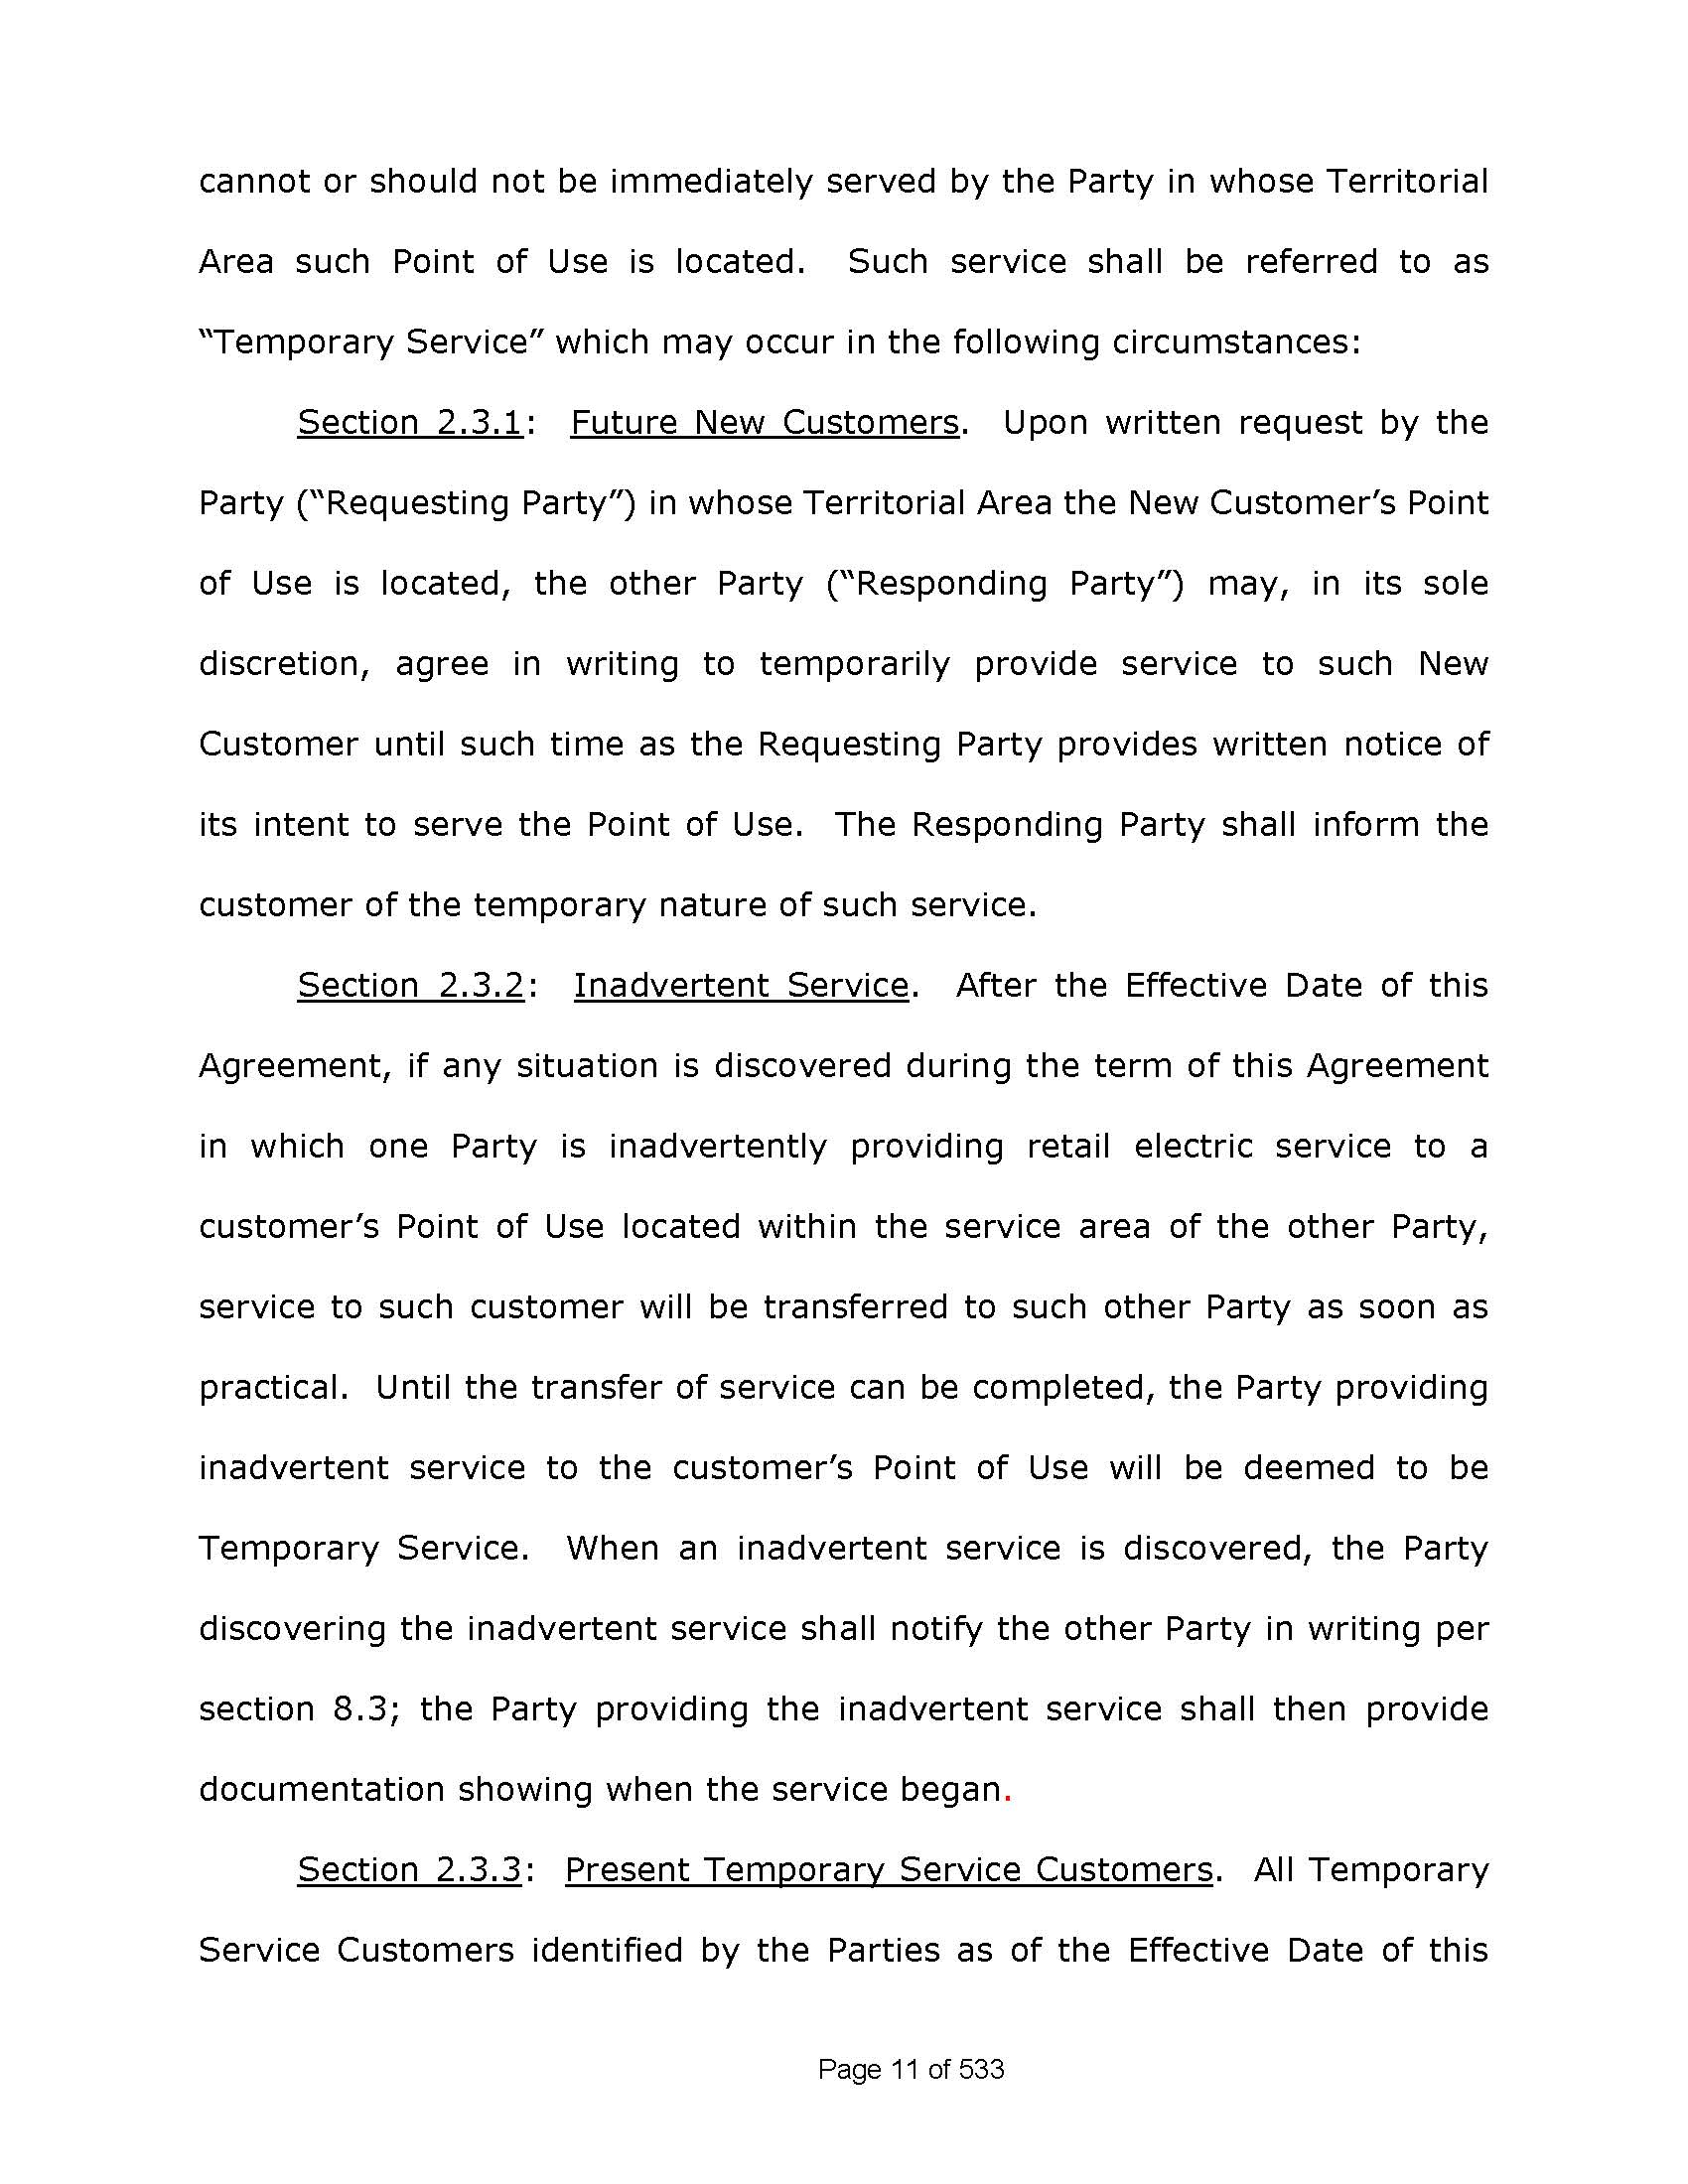 cannot or should not be immediately served by the Party in whose Territorial
Area such Point of Use is located.  Such service shall be referred to as
“Temporary Service” which may occur in the following circumstances:
Section 2.3.1:  Future New Customers.  Upon written request by the
Party (“Requesting Party”) in whose Territorial Area the New Customer’s Point
of Use is located, the other Party (“Responding Party”) may, in its sole
discretion, agree in writing to temporarily provide service to such New
Customer until such time as the Requesting Party provides written notice of
its intent to serve the Point of Use.  The Responding Party shall inform the
customer of the temporary nature of such service.
Section 2.3.2:  Inadvertent Service.  After the Effective Date of this
Agreement, if any situation is discovered during the term of this Agreement
in which one Party is inadvertently providing retail electric service to a
customer’s Point of Use located within the service area of the other Party,
service to such customer will be transferred to such other Party as soon as
practical.  Until the transfer of service can be completed, the Party providing
inadvertent service to the customer’s Point of Use will be deemed to be
Temporary Service.  When an inadvertent service is discovered, the Party
discovering the inadvertent service shall notify the other Party in writing per
section 8.3; the Party providing the inadvertent service shall then provide
documentation showing when the service began.
Section 2.3.3:  Present Temporary Service Customers.  All Temporary
Service Customers identified by the Parties as of the Effective Date of this
Page 11 of 533